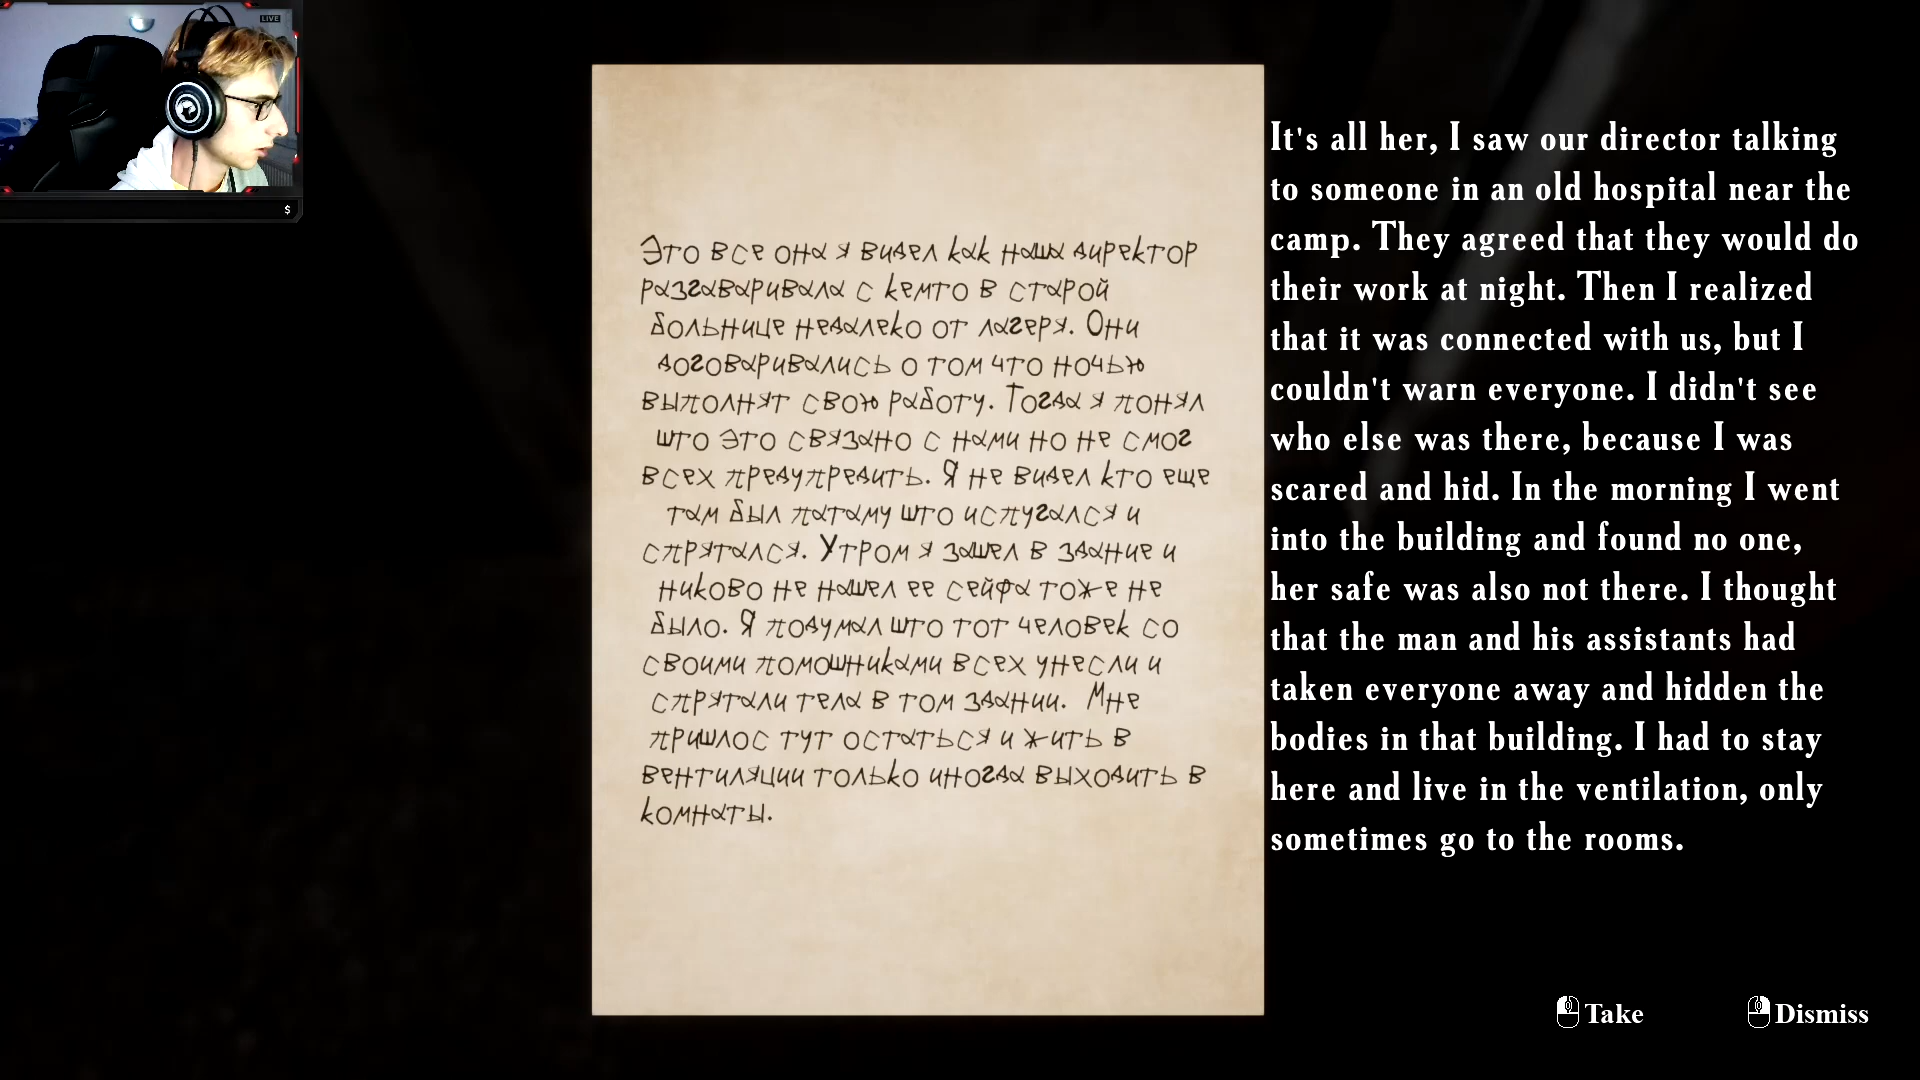 LIVE
$
Это все она я видел как наша директор
разгаваривала с кемто в старой
больнице недалеко от лагеря. Они
договаривались о том что ночью
выполнят свою работу. Тогда я понял
што это связано с нами но не смог
всех предупредить. Я не видел кто еще
там был патаму што испугался и
спрятался. Утром я зашел в здание и
никово не нашел ее сейфа тоже не
было. Я подумал што тот человек со
своими помошниками всех унесли и
спрятали тела в том здании. Мне
пришлос тут остаться и жить в
вентиляции только иногда выходить в
комнаты.
It's all her, I saw our director talking
to someone in an old hospital near the
camp. They agreed that they would do
their work at night. Then I realized
that it was connected with us, but I
couldn't warn everyone. I didn't see
who else was there, because I was
scared and hid. In the morning I went
into the building and found no one,
her safe was also not there. I thought
that the man and his assistants had
taken everyone away and hidden the
bodies in that building. I had to stay
here and live in the ventilation, only
sometimes go to the rooms.
Take
Dismiss